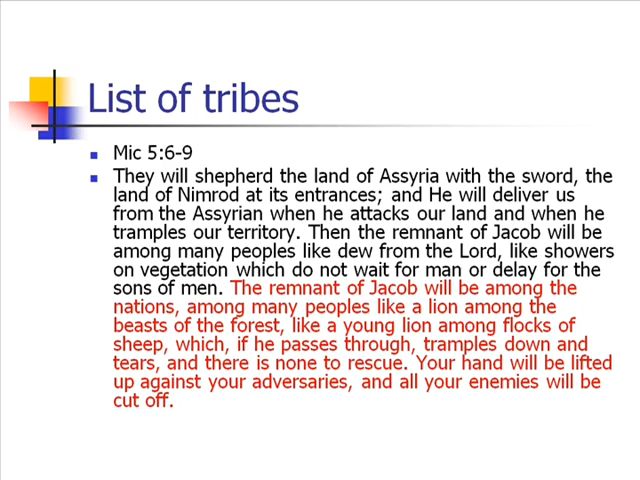 List of tribes
Mic 5:6-9
They will shepherd the land of Assyria with the sword, the
land of Nimrod at its entrances; and He will deliver us
from the Assyrian when he attacks our land and when he
tramples our territory. Then the remnant of Jacob will be
among many peoples like dew from the Lord, like showers
on vegetation which do not wait for man or delay for the
sons of men. The remnant of Jacob will be among the
nations, among many peoples like a lion among the
beasts of the forest, like a young lion among flocks of
sheep, which, if he passes through, tramples down and
tears, and there is none to rescue. Your hand will be lifted
up against your adversaries, and all your enemies will be
cut off.